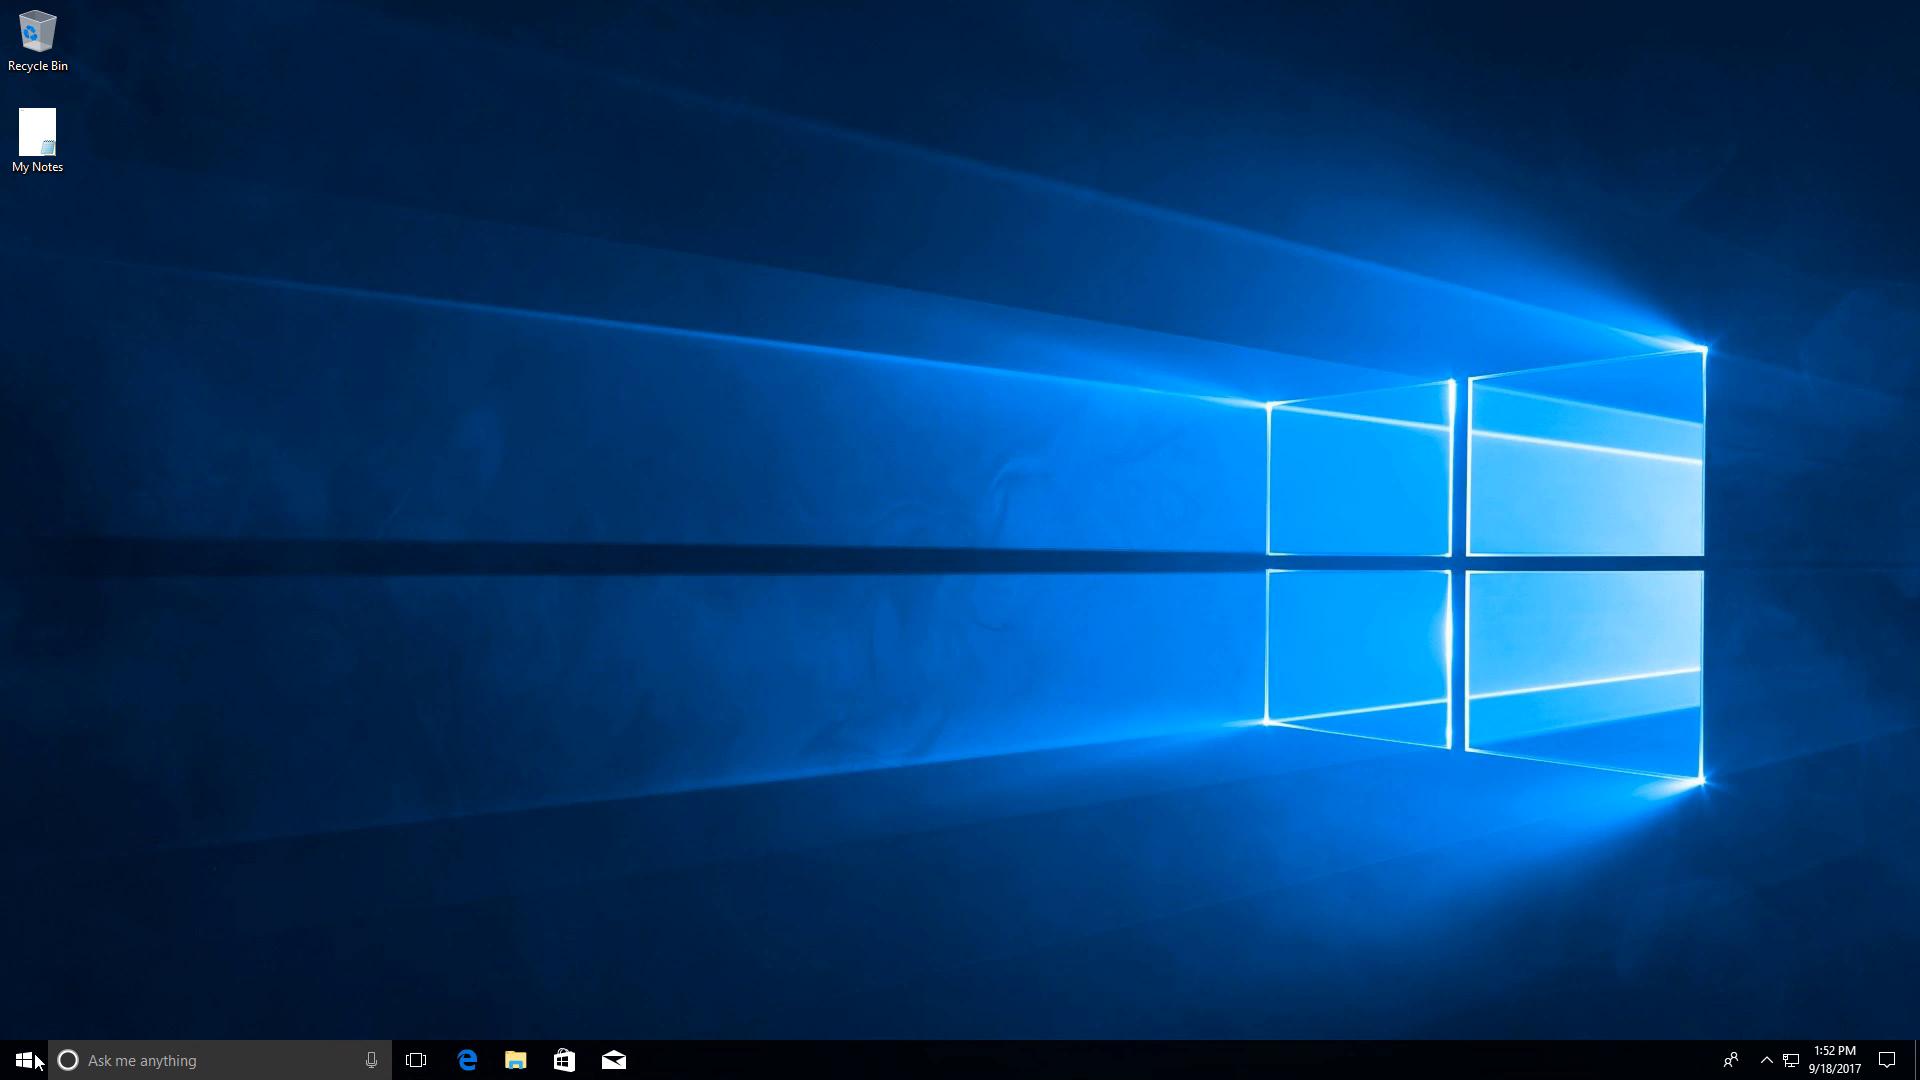 Recycle Bin
My Notes
Ask me anything
1:52 PM
9/18/2017